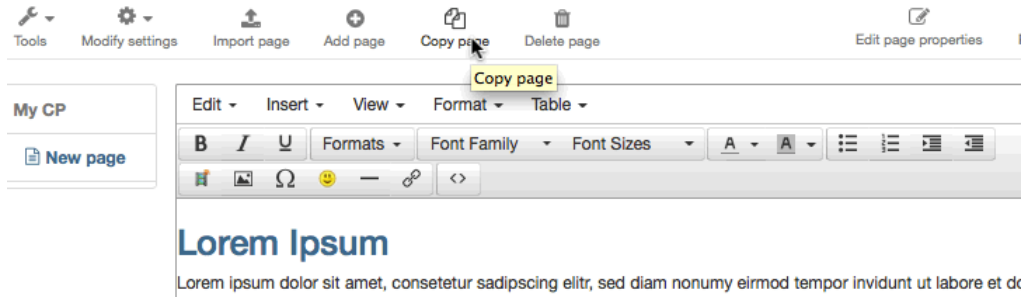 Tools Modify settings Import page Add page Copy page Delete page Edit page properties
Copy page
My CP
Edit Insert View Format Table
B I U Formats Font Family Font Sizes A A
New page
Ω <>
Lorem Ipsum
Lorem ipsum dolor sit amet, consetetur sadipscing elitr, sed diam nonumy eirmod tempor invidunt ut labore et do